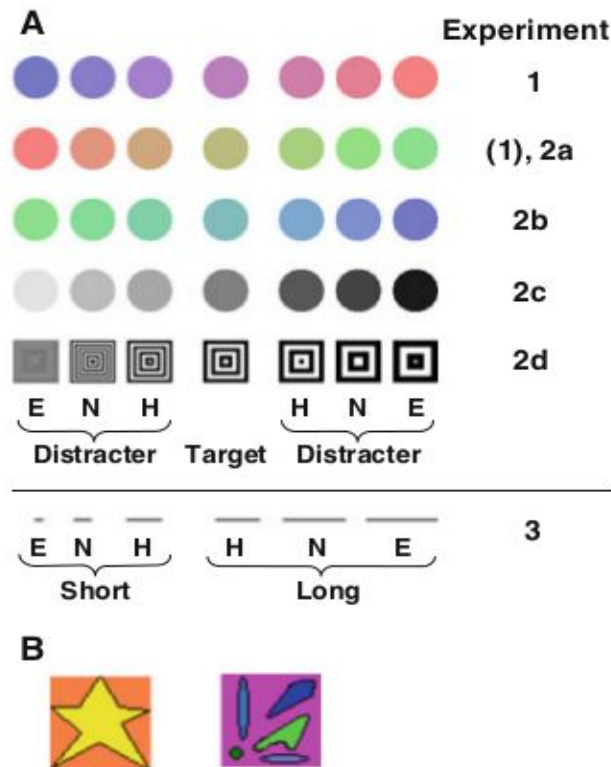 A
Experiment
1
(1), 2a
2b
2c
2d
E N H H N E
Distracter Target Distracter
3
E N H H N E
Short Long
B